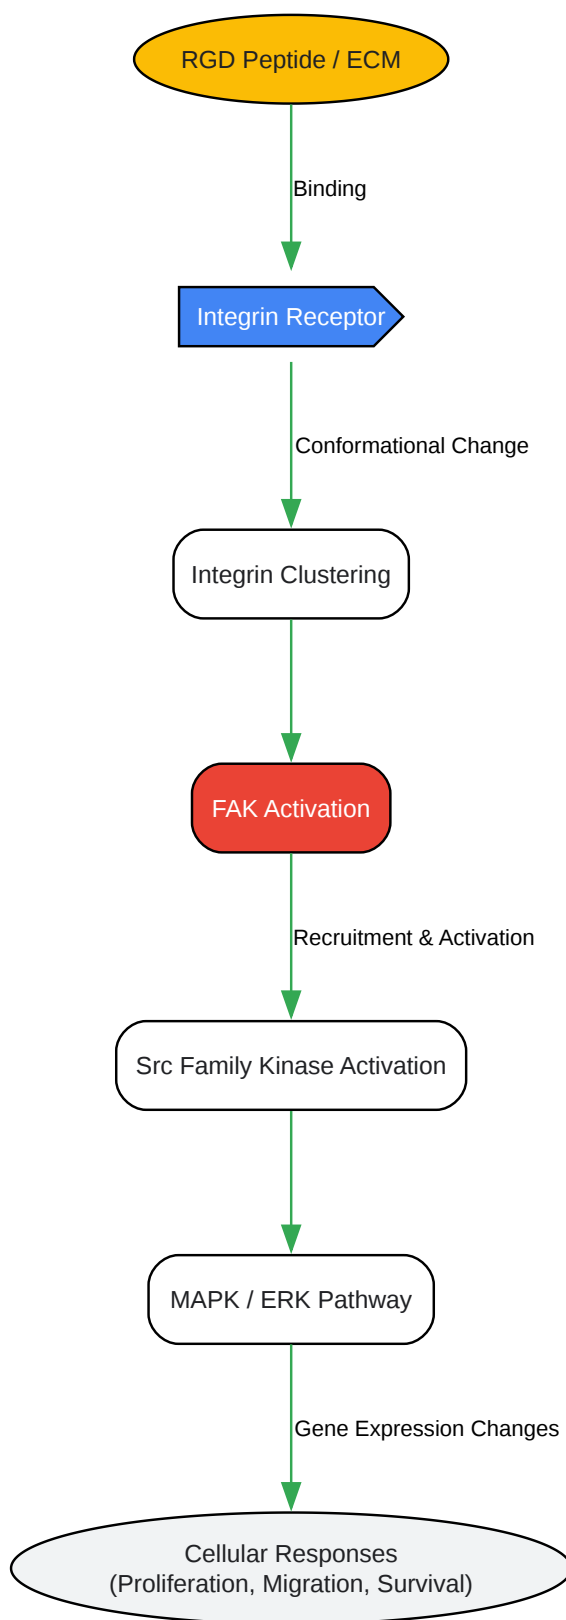 RGD Peptide / ECM
Binding
Integrin Receptor
Conformational Change
Integrin Clustering
FAK Activation
Recruitment & Activation
Src Family Kinase Activation
MAPK / ERK Pathway
Gene Expression Changes
Cellular Responses
(Proliferation, Migration, Survival)